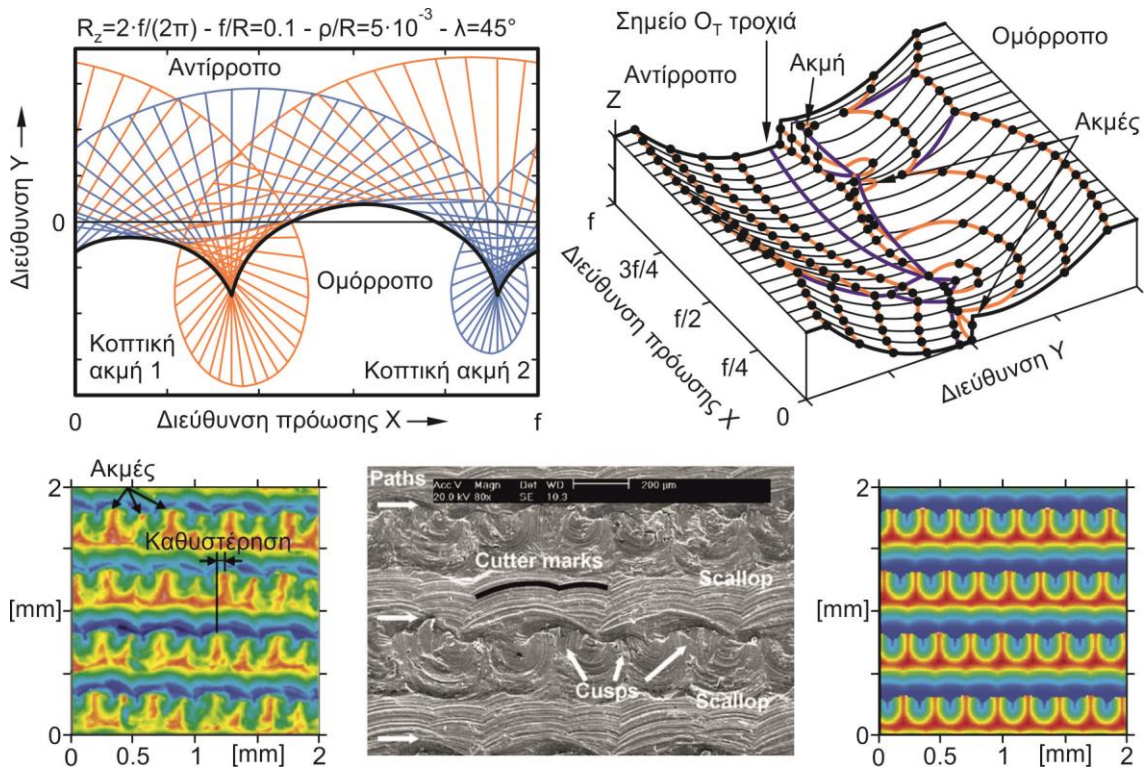 R_z=2·f/(2π) - f/R=0.1 - ρ/R=5·10⁻³ - λ=45°
Αντίρροπο
Διεύθυνση Y
0
Ομόρροπο
Κοπτική
ακμή 1
Κοπτική ακμή 2
0
Διεύθυνση πρόωσης X
f
Σημείο O_T τροχιά
Ομόρροπο
Αντίρροπο
Ακμή
Ακμές
Z
f
3f/4
f/2
f/4
0
Διεύθυνση πρόωσης X
Διεύθυνση Y
Ακμές
2
Καθυστέρηση
[mm]
0
0
0.5
1
[mm]
2
Paths
Acc V Magn Det WD
20.0 kV 80x SE 10.3
200 μm
Cutter marks
Scallop
Cusps
Scallop
2
[mm]
0
0
0.5
1
[mm]
2